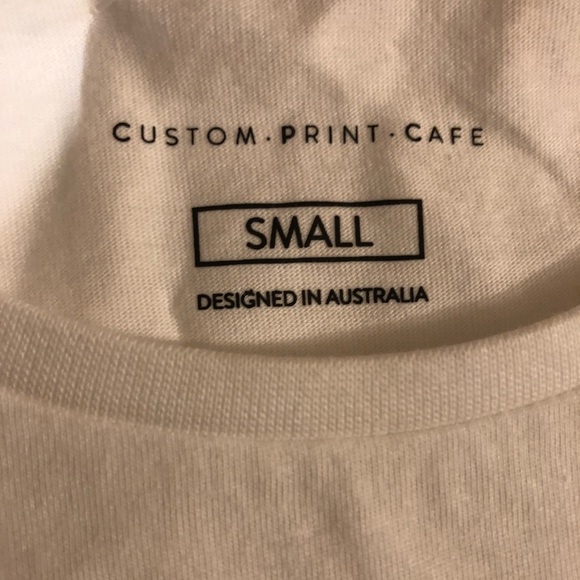 CUSTOM·PRINT·CAFE
SMALL
DESIGNED IN AUSTRALIA